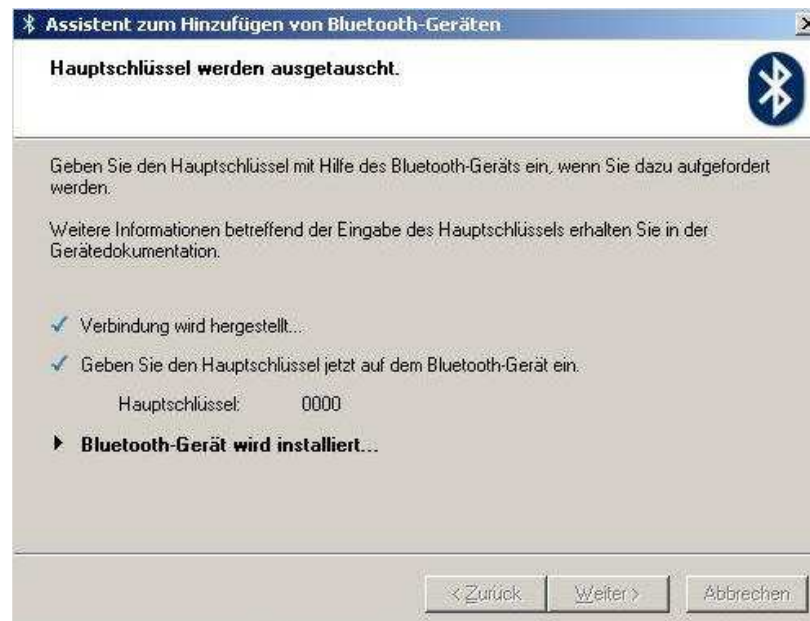 Assistent zum Hinzufügen von Bluetooth-Geräten
Hauptschlüssel werden ausgetauscht.
Geben Sie den Hauptschlüssel mit Hilfe des Bluetooth-Geräts ein, wenn Sie dazu aufgefordert
werden.
Weitere Informationen betreffend der Eingabe des Hauptschlüssels erhalten Sie in der
Gerätedokumentation.
Verbindung wird hergestellt...
Geben Sie den Hauptschlüssel jetzt auf dem Bluetooth-Gerät ein.
Hauptschlüssel: 0000
Bluetooth-Gerät wird installiert...
< Zurück Weiter > Abbrechen